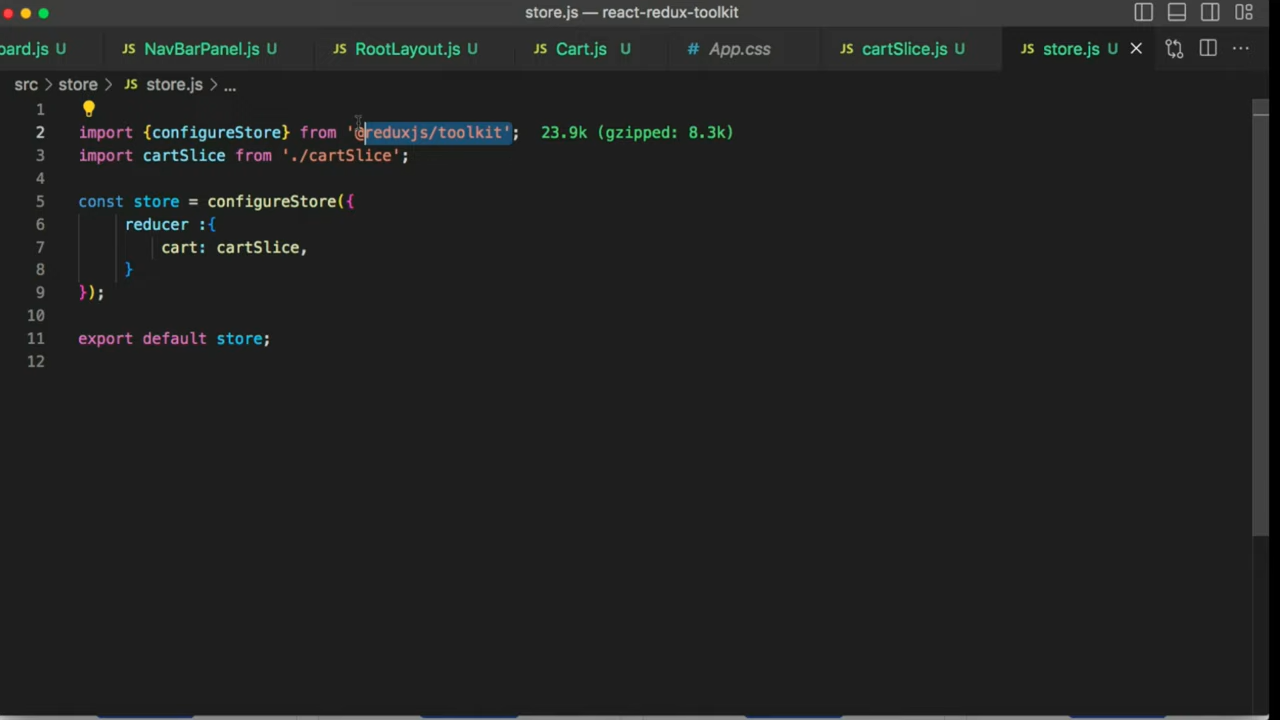 store.js — react-redux-toolkit
oard.js U JS NavBarPanel.js U JS RootLayout.js U JS Cart.js U # App.css JS cartSlice.js U JS store.js U
src > store > JS store.js > ...
1
2 import {configureStore} from '@reduxjs/toolkit'; 23.9k (gzipped: 8.3k)
3 import cartSlice from './cartSlice';
4
5 const store = configureStore({
6 reducer :{
7 cart: cartSlice,
8 }
9 });
10
11 export default store;
12